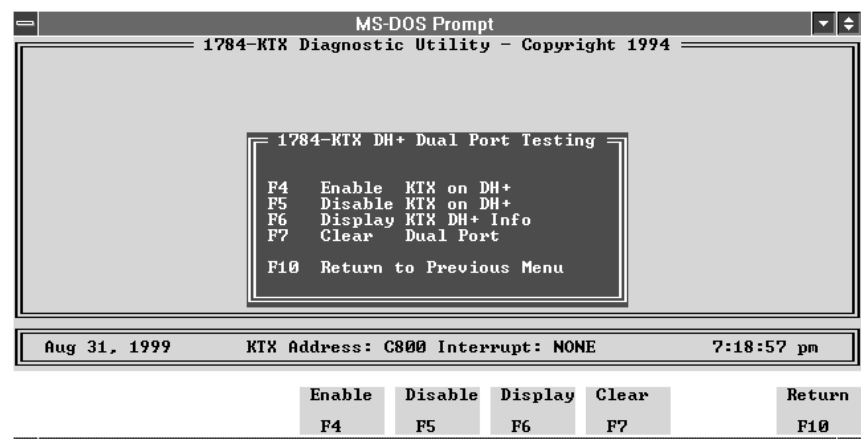 MS-DOS Prompt
1784-KTX Diagnostic Utility - Copyright 1994
1784-KTX DH+ Dual Port Testing
F4 Enable KTX on DH+
F5 Disable KTX on DH+
F6 Display KTX DH+ Info
F7 Clear Dual Port
F10 Return to Previous Menu
Aug 31, 1999 KTX Address: C800 Interrupt: NONE 7:18:57 pm
Enable Disable Display Clear Return
F4 F5 F6 F7 F10